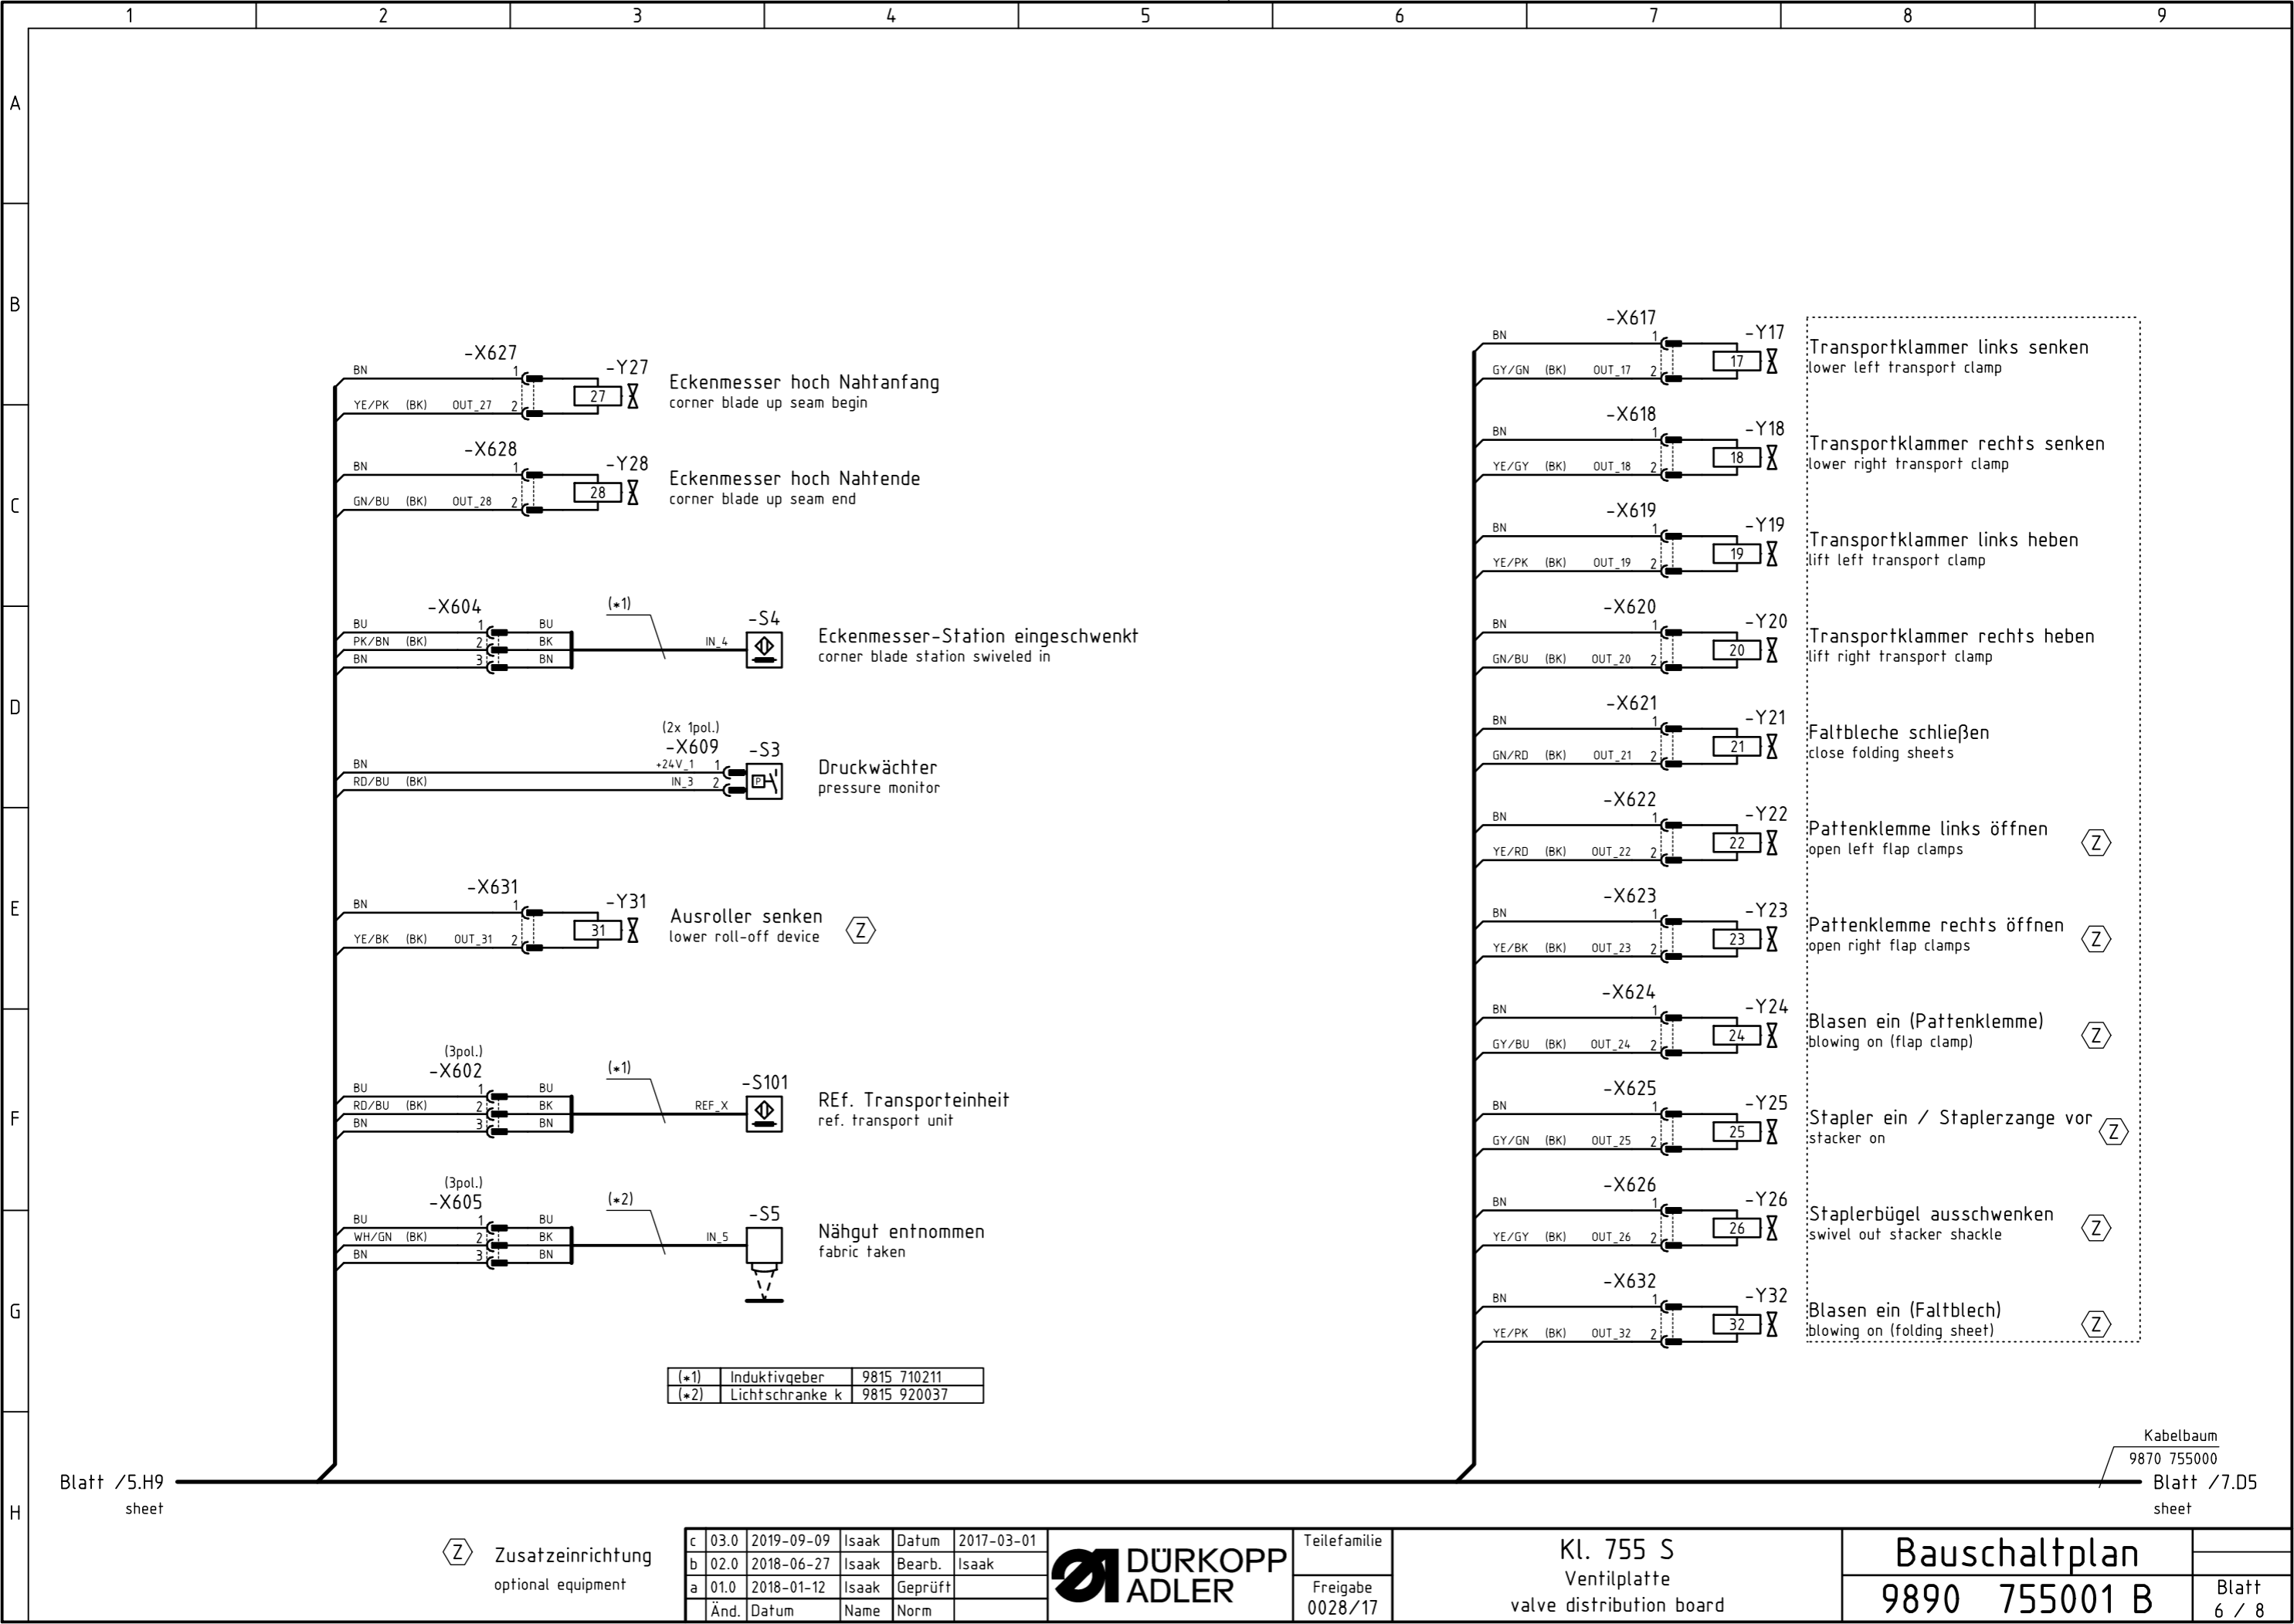 1 2 3 4 5 6 7 8 9
A
B
C
D
E
F
G
H
-X627
BN 1
-Y27
YE/PK (BK) OUT_27 2
27
Eckenmesser hoch Nahtanfang
corner blade up seam begin
-X628
BN 1
-Y28
GN/BU (BK) OUT_28 2
28
Eckenmesser hoch Nahtende
corner blade up seam end
-X604
(*1)
-S4
BU 1 BU
PK/BN (BK) 2 BK IN_4
BN 3 BN
Eckenmesser-Station eingeschwenkt
corner blade station swiveled in
(2x 1pol.)
-X609
-S3
BN +24V_1 1
RD/BU (BK) IN_3 2
P
Druckwächter
pressure monitor
-X631
BN 1
-Y31
YE/BK (BK) OUT_31 2
31
Ausroller senken
lower roll-off device
Z
(3pol.)
-X602
(*1)
-S101
BU 1 BU
RD/BU (BK) 2 BK REF_X
BN 3 BN
REf. Transporteinheit
ref. transport unit
(3pol.)
-X605
(*2)
-S5
BU 1 BU
WH/GN (BK) 2 BK IN_5
BN 3 BN
Nähgut entnommen
fabric taken
(*1) Induktivgeber 9815 710211
(*2) Lichtschranke k 9815 920037
-X617
BN 1
-Y17
GY/GN (BK) OUT_17 2
17
Transportklammer links senken
lower left transport clamp
-X618
BN 1
-Y18
YE/GY (BK) OUT_18 2
18
Transportklammer rechts senken
lower right transport clamp
-X619
BN 1
-Y19
YE/PK (BK) OUT_19 2
19
Transportklammer links heben
lift left transport clamp
-X620
BN 1
-Y20
GN/BU (BK) OUT_20 2
20
Transportklammer rechts heben
lift right transport clamp
-X621
BN 1
-Y21
GN/RD (BK) OUT_21 2
21
Faltbleche schließen
close folding sheets
-X622
BN 1
-Y22
YE/RD (BK) OUT_22 2
22
Pattenklemme links öffnen
open left flap clamps
Z
-X623
BN 1
-Y23
YE/BK (BK) OUT_23 2
23
Pattenklemme rechts öffnen
open right flap clamps
Z
-X624
BN 1
-Y24
GY/BU (BK) OUT_24 2
24
Blasen ein (Pattenklemme)
blowing on (flap clamp)
Z
-X625
BN 1
-Y25
GY/GN (BK) OUT_25 2
25
Stapler ein / Staplerzange vor
stacker on
Z
-X626
BN 1
-Y26
YE/GY (BK) OUT_26 2
26
Staplerbügel ausschwenken
swivel out stacker shackle
Z
-X632
BN 1
-Y32
YE/PK (BK) OUT_32 2
32
Blasen ein (Faltblech)
blowing on (folding sheet)
Z
Kabelbaum
9870 755000
Blatt /5.H9
sheet
Blatt /7.D5
sheet
Z Zusatzeinrichtung
optional equipment
c 03.0 2019-09-09 Isaak Datum 2017-03-01
b 02.0 2018-06-27 Isaak Bearb. Isaak
a 01.0 2018-01-12 Isaak Geprüft
Änd. Datum Name Norm
DÜRKOPP
ADLER
Teilefamilie
Freigabe
0028/17
Kl. 755 S
Ventilplatte
valve distribution board
Bauschaltplan
9890 755001 B
Blatt
6 / 8